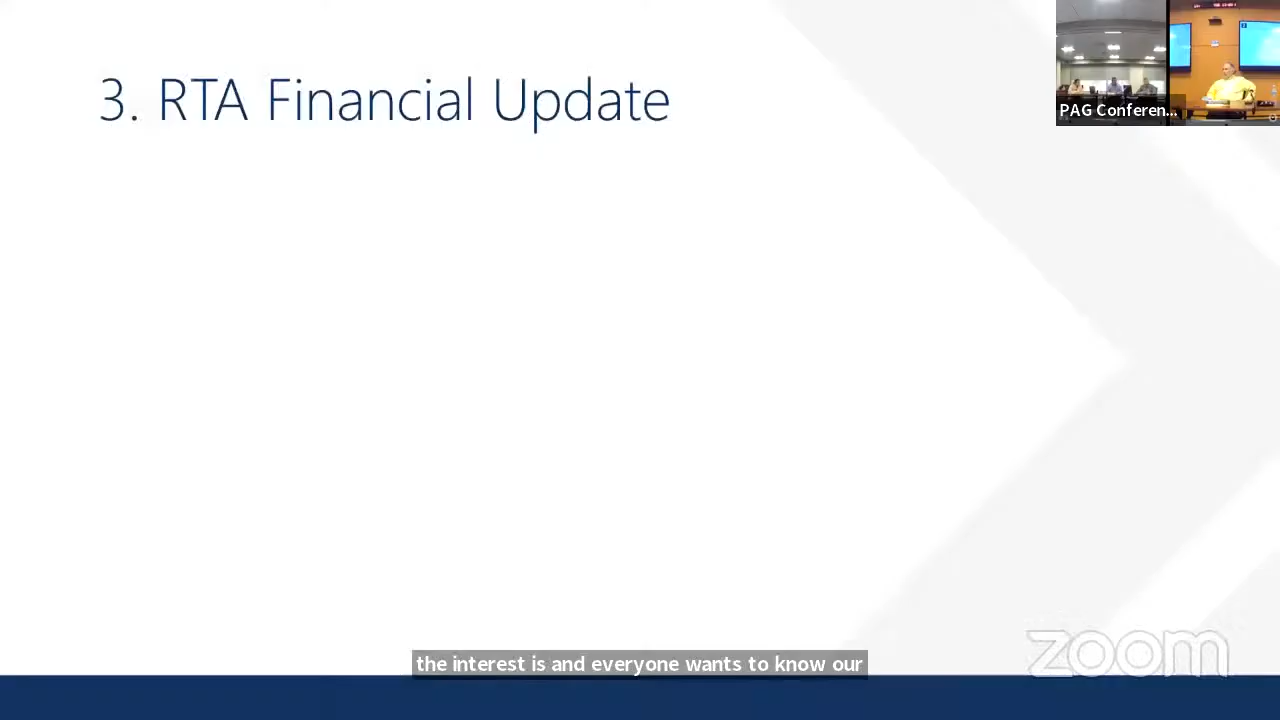 3. RTA Financial Update
PAG Conferen...
the interest is and everyone wants to know our
zoom